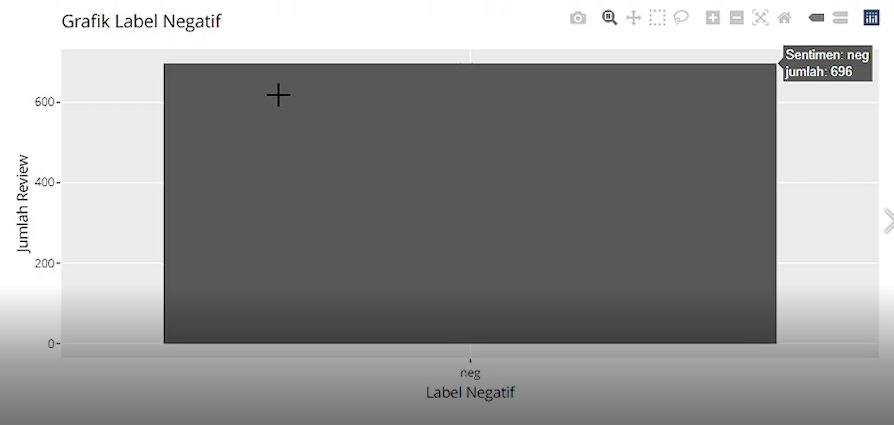 Grafik Label Negatif
Sentimen: neg
jumlah: 696
Jumlah Review
600
400
200
0
neg
Label Negatif